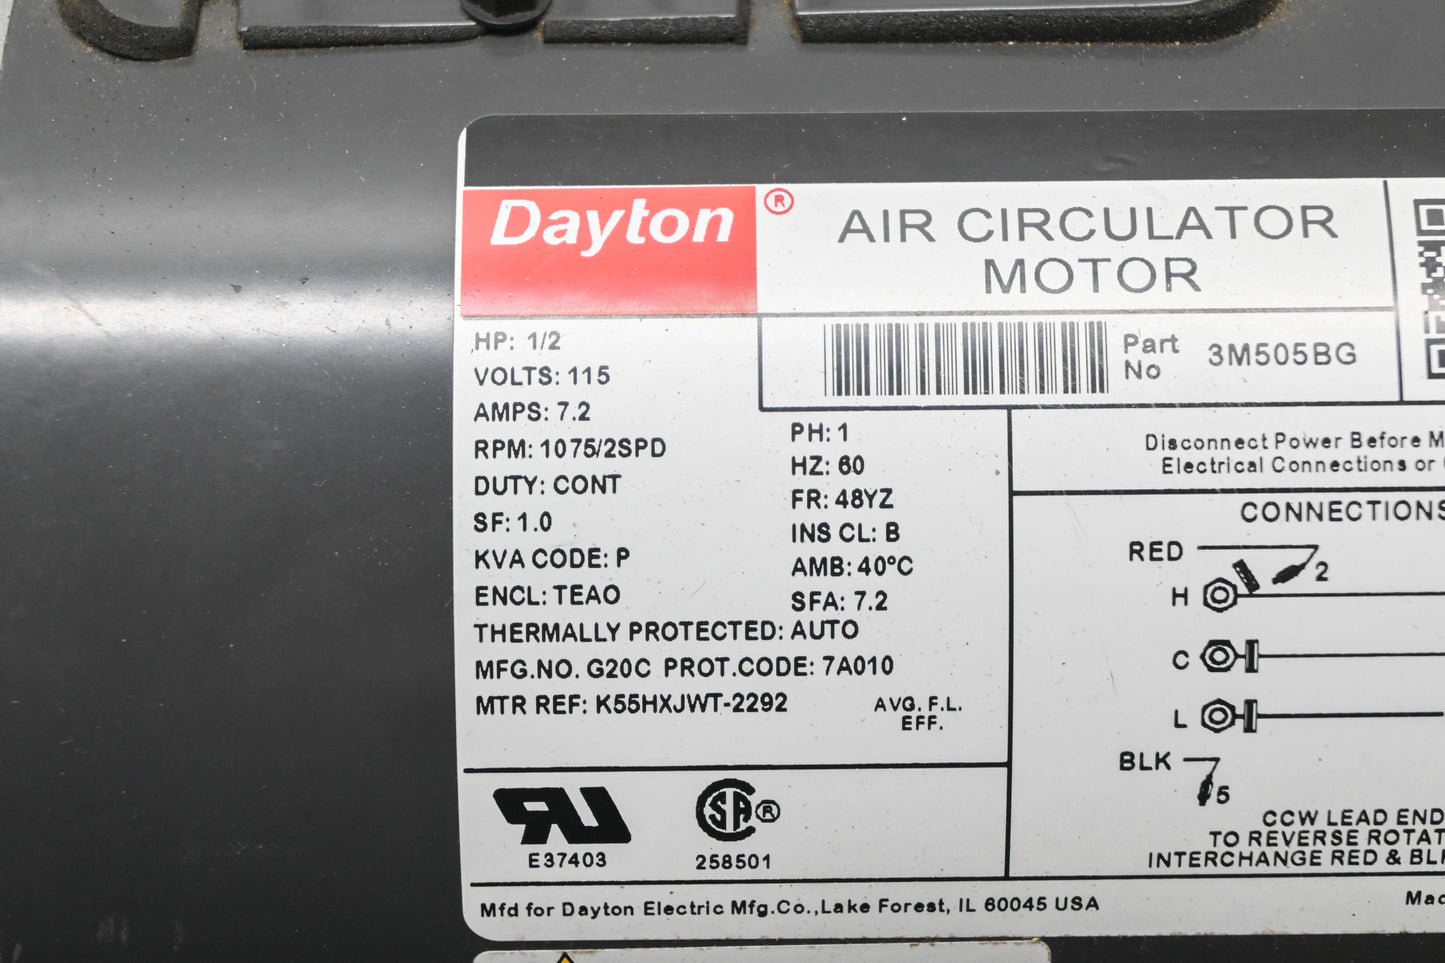 Dayton ®
AIR CIRCULATOR
MOTOR
HP: 1/2
VOLTS: 115
AMPS: 7.2
RPM: 1075/2SPD
DUTY: CONT
SF: 1.0
KVA CODE: P
ENCL: TEAO
THERMALLY PROTECTED: AUTO
MFG.NO. G20C PROT.CODE: 7A010
MTR REF: K55HXJWT-2292
AVG. F.L.
EFF.
Part
No
3M505BG
PH: 1
HZ: 60
FR: 48YZ
INS CL: B
AMB: 40°C
SFA: 7.2
Disconnect Power Before M
Electrical Connections or
CONNECTIONS
RED
2
H
C
L
BLK
5
CCW LEAD END
TO REVERSE ROTAT
INTERCHANGE RED & BL
E37403
SA ®
258501
Mfd for Dayton Electric Mfg.Co.,Lake Forest, IL 60045 USA
Mad